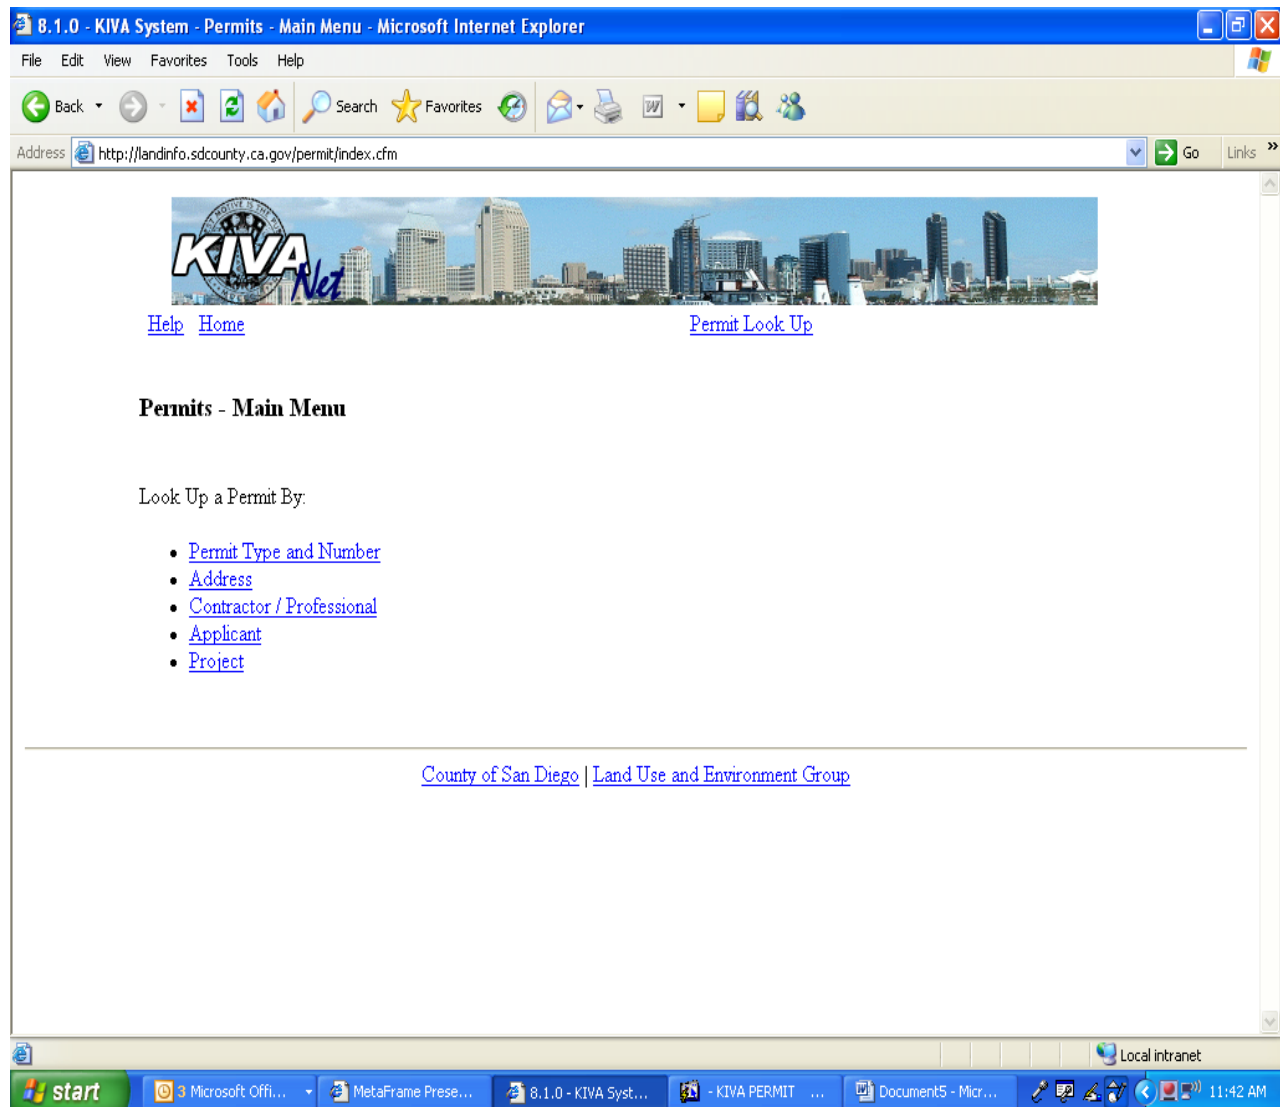 8.1.0 - KIVA System - Permits - Main Menu - Microsoft Internet Explorer
File Edit View Favorites Tools Help
Back Search Favorites
Address http://landinfo.sdcounty.ca.gov/permit/index.cfm Go Links »
KIVA Net
Help Home Permit Look Up
Permits - Main Menu
Look Up a Permit By:
• Permit Type and Number
• Address
• Contractor / Professional
• Applicant
• Project
County of San Diego | Land Use and Environment Group
Local intranet
start 3 Microsoft Offi... MetaFrame Prese... 8.1.0 - KIVA Syst... - KIVA PERMIT ... Document5 - Micr... 11:42 AM